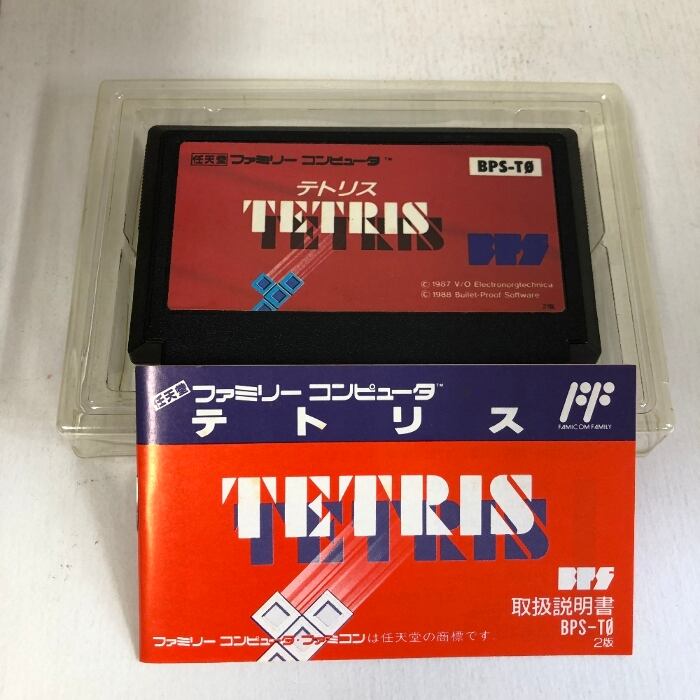 任天堂 ファミリー コンピュータ™
BPS-TØ
テトリス
TETRIS
BPS
© 1987 V/O Electronorgtechnica
© 1988 Bullet-Proof Software
2版
任天堂 ファミリー コンピュータ™
テトリス
FAMICOM FAMILY
TETRIS
BPS
取扱説明書
BPS-TØ
2版
ファミリー コンピュータ・ファミコンは任天堂の商標です。